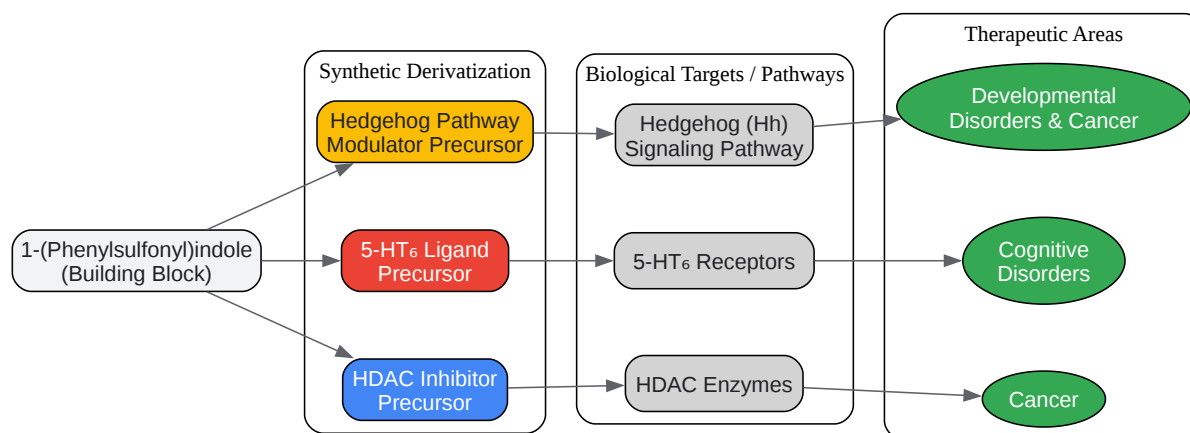 Therapeutic Areas
Synthetic Derivatization
Biological Targets / Pathways
Developmental
Disorders & Cancer
Hedgehog Pathway
Modulator Precursor
Hedgehog (Hh)
Signaling Pathway
1-(Phenylsulfonyl)indole
(Building Block)
5-HT₆ Ligand
Precursor
5-HT₆ Receptors
Cognitive
Disorders
HDAC Inhibitor
Precursor
HDAC Enzymes
Cancer